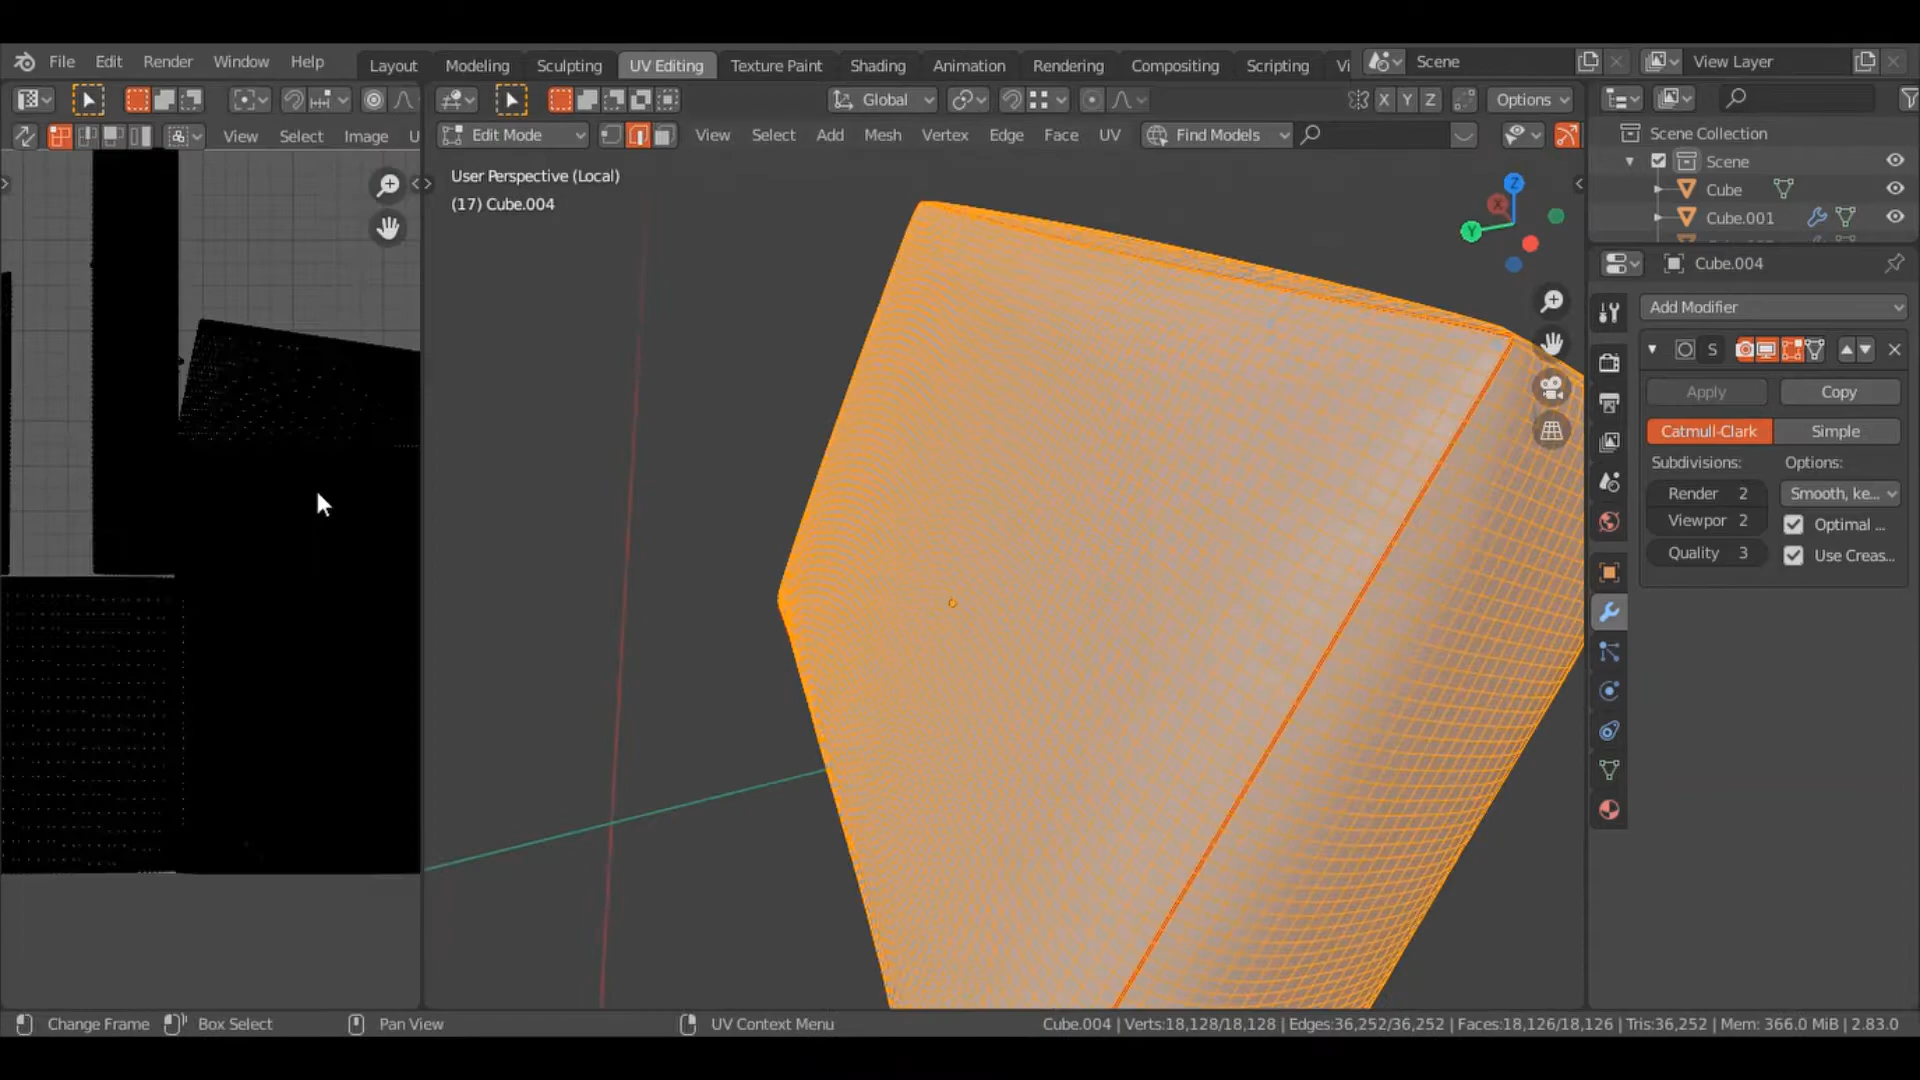 File Edit Render Window Help Layout Modeling Sculpting UV Editing Texture Paint Shading Animation Rendering Compositing Scripting Vi Scene View Layer
Global X Y Z Options
View Select Image U Edit Mode View Select Add Mesh Vertex Edge Face UV Find Models Scene Collection
Scene
User Perspective (Local)
Cube
(17) Cube.004
Cube.001
Z
X
Y
Cube.004
Add Modifier
S
Apply Copy
Catmull-Clark Simple
Subdivisions: Options:
Render 2 Smooth, ke...
Viewpor 2 Optimal ...
Quality 3 Use Creas...
Change Frame Box Select Pan View UV Context Menu Cube.004 | Verts:18,128/18,128 | Edges:36,252/36,252 | Faces:18,126/18,126 | Tris:36,252 | Mem: 366.0 MiB | 2.83.0